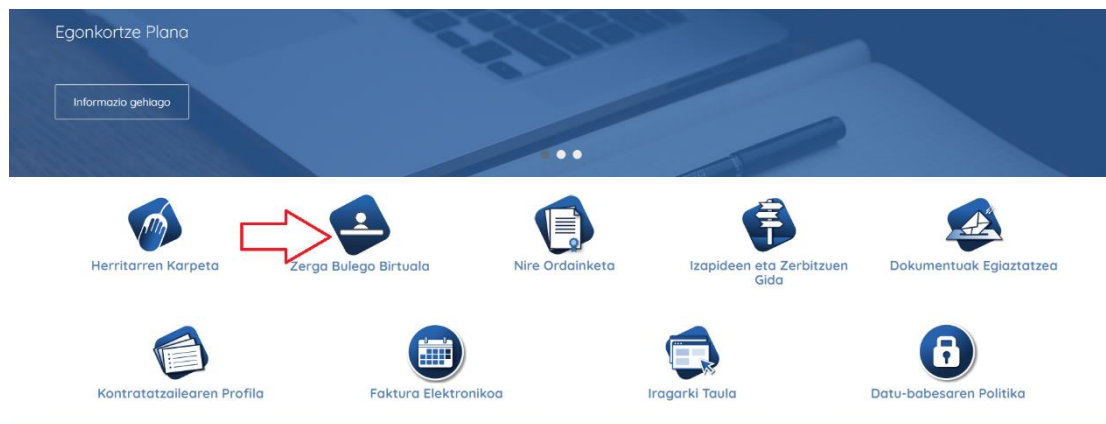 Egonkortze Plana
Informazio gehiago
Herritarren Karpeta
Zerga Bulego Birtuala
Nire Ordainketa
Izapideen eta Zerbitzuen
Gida
Dokumentuak Egiaztatzea
Kontratatzailearen Profila
Faktura Elektronikoa
Iragarki Taula
Datu-babesaren Politika